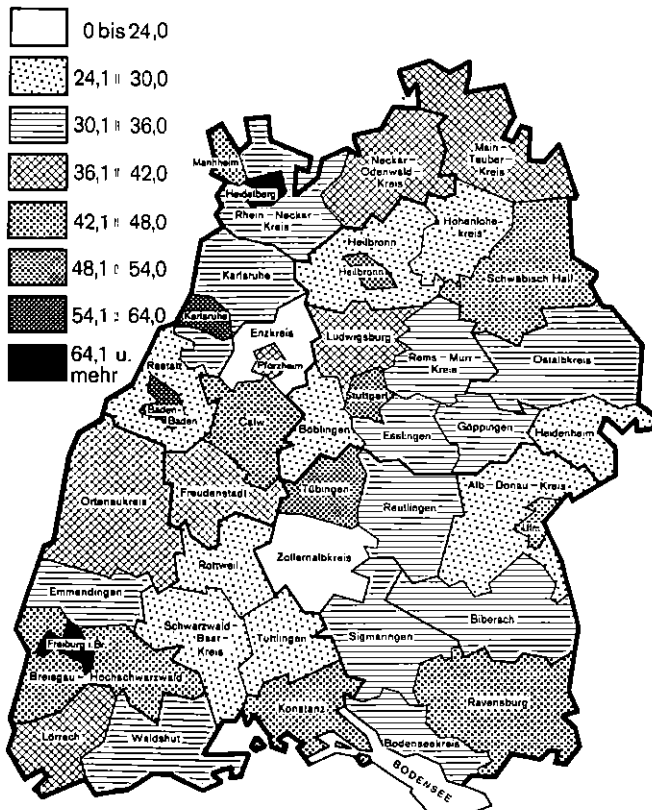 0 bis 24,0
24,1 " 30,0
30,1 " 36,0
36,1 " 42,0
42,1 " 48,0
48,1 " 54,0
54,1 " 64,0
64,1 u.
mehr
Main-
Tauber-
Kreis
Neckar-
Odenwald-
Kreis
Mannheim
Heidelberg
Rhein-Neckar-
Kreis
Hohenlohe-
kreis
Heilbronn
Heilbronn
Schwäbisch Hall
Karlsruhe
Karlsruhe
Enzkreis
Pforzheim
Ludwigsburg
Rems-Murr-
Kreis
Ostalbkreis
Rastatt
Baden-
Baden
Calw
Stuttgart
Böblingen
Esslingen
Göppingen
Heidenheim
Ortenaukreis
Freudenstadt
Tübingen
Reutlingen
Alb-Donau-Kreis
Ulm
Rottweil
Zollernalbkreis
Emmendingen
Schwarzwald-
Baar-
Kreis
Tuttlingen
Sigmaringen
Biberach
Freiburg i.Br.
Breisgau-Hochschwarzwald
Konstanz
Ravensburg
Lörrach
Waldshut
Bodenseekreis
BODENSEE